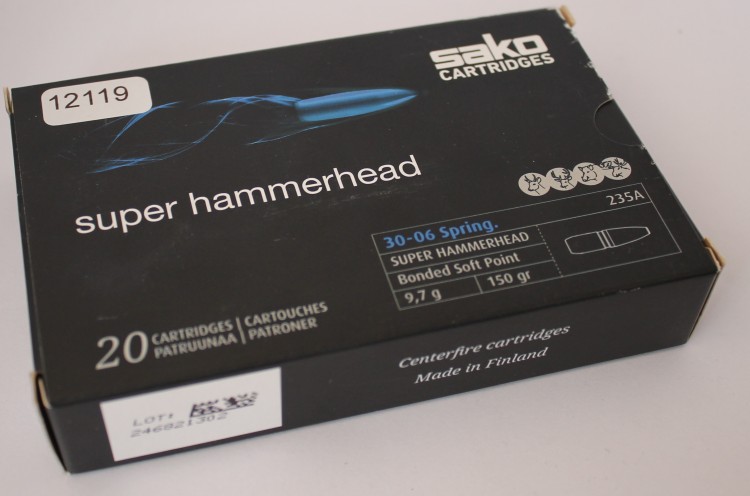 12119
sako
CARTRIDGES
super hammerhead
235A
30-06 Spring.
SUPER HAMMERHEAD
Bonded Soft Point
9,7 g 150 gr
20 CARTRIDGES CARTOUCHES
PATRUUNAA PATRONER
Centerfire cartridges
Made in Finland
LOT:
246821302